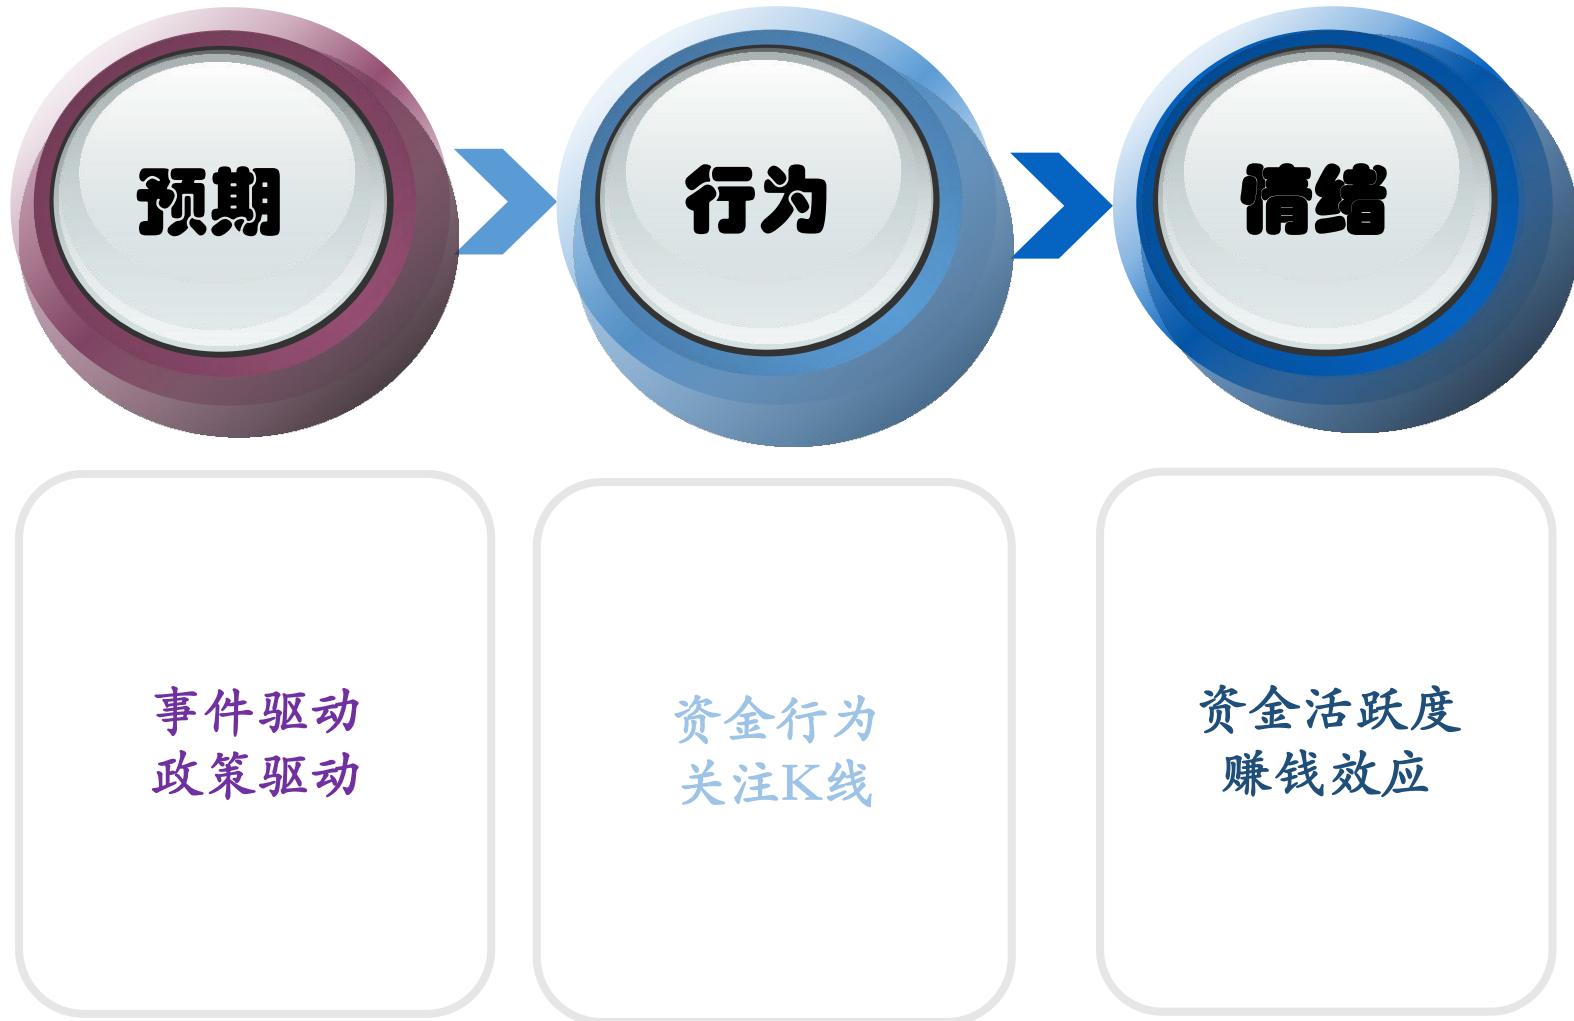 预期
行为
情绪
事件驱动
政策驱动
资金行为
关注K线
资金活跃度
赚钱效应